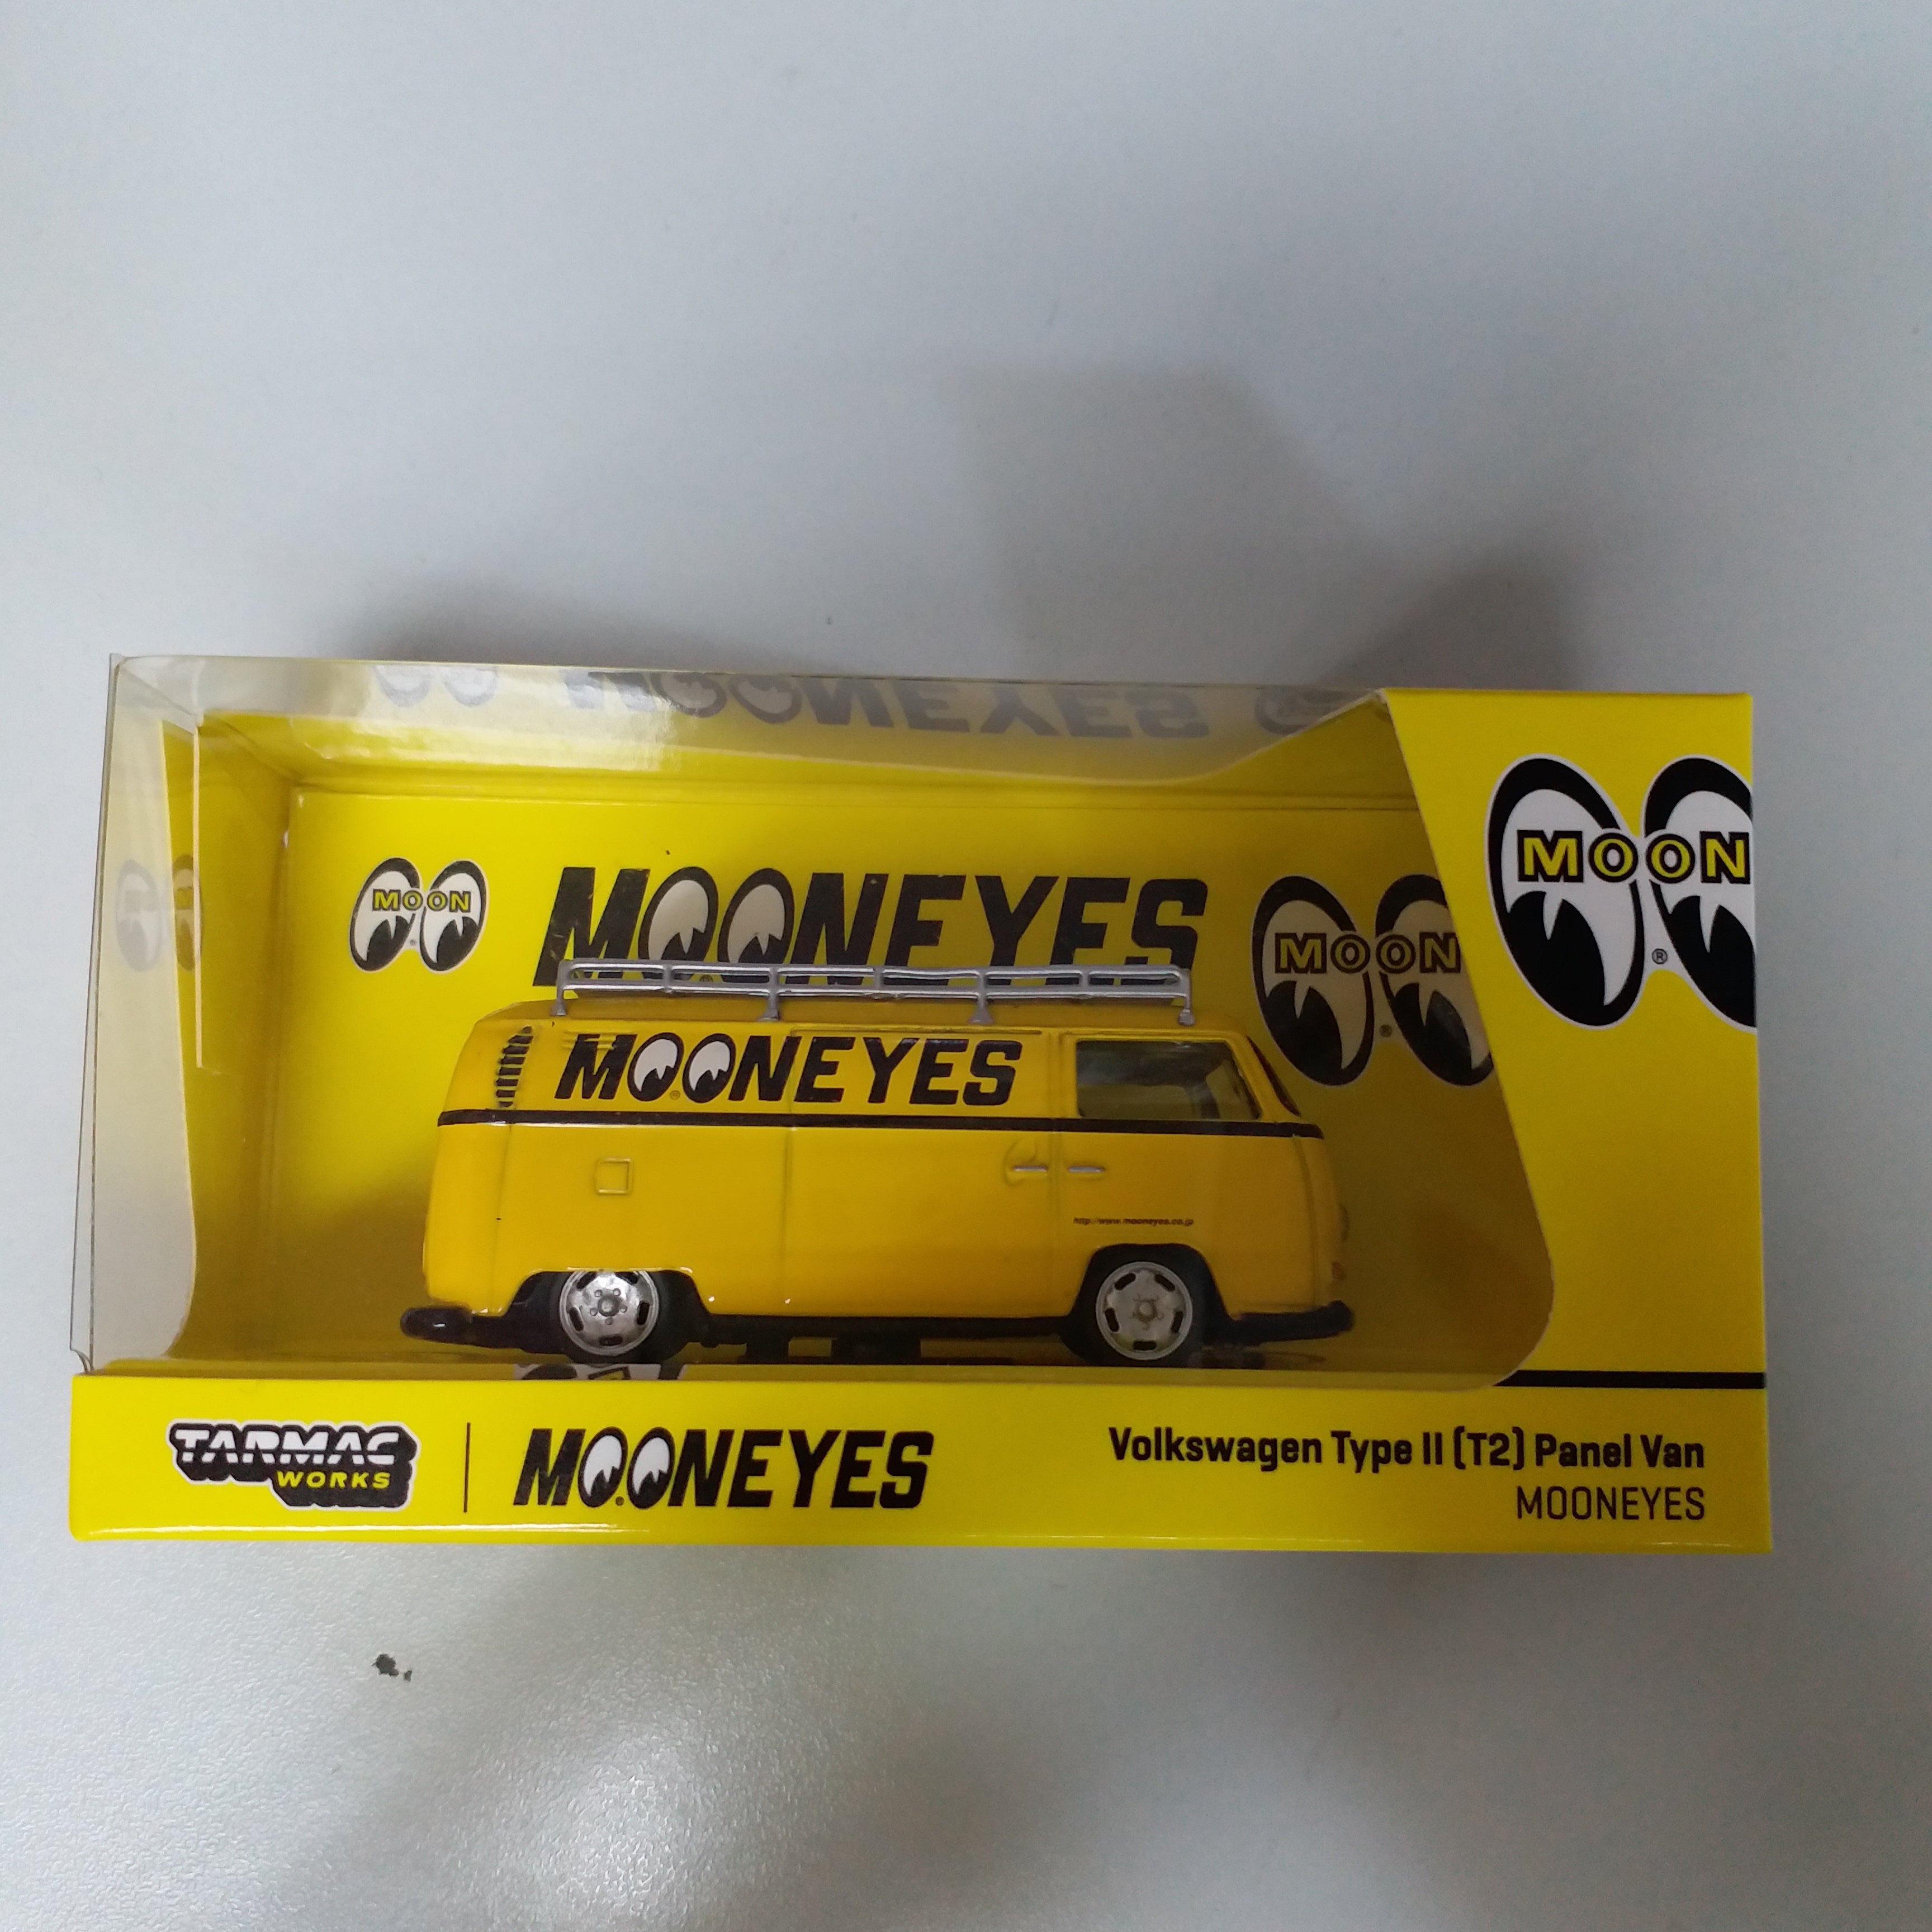 MOONEYES
MOON
MOON
®
MOONEYES
MOON
®
MOON
®
MOONEYES
http://www.mooneyes.co.jp
TARMAC
WORKS
MOONEYES
Volkswagen Type II (T2) Panel Van
MOONEYES